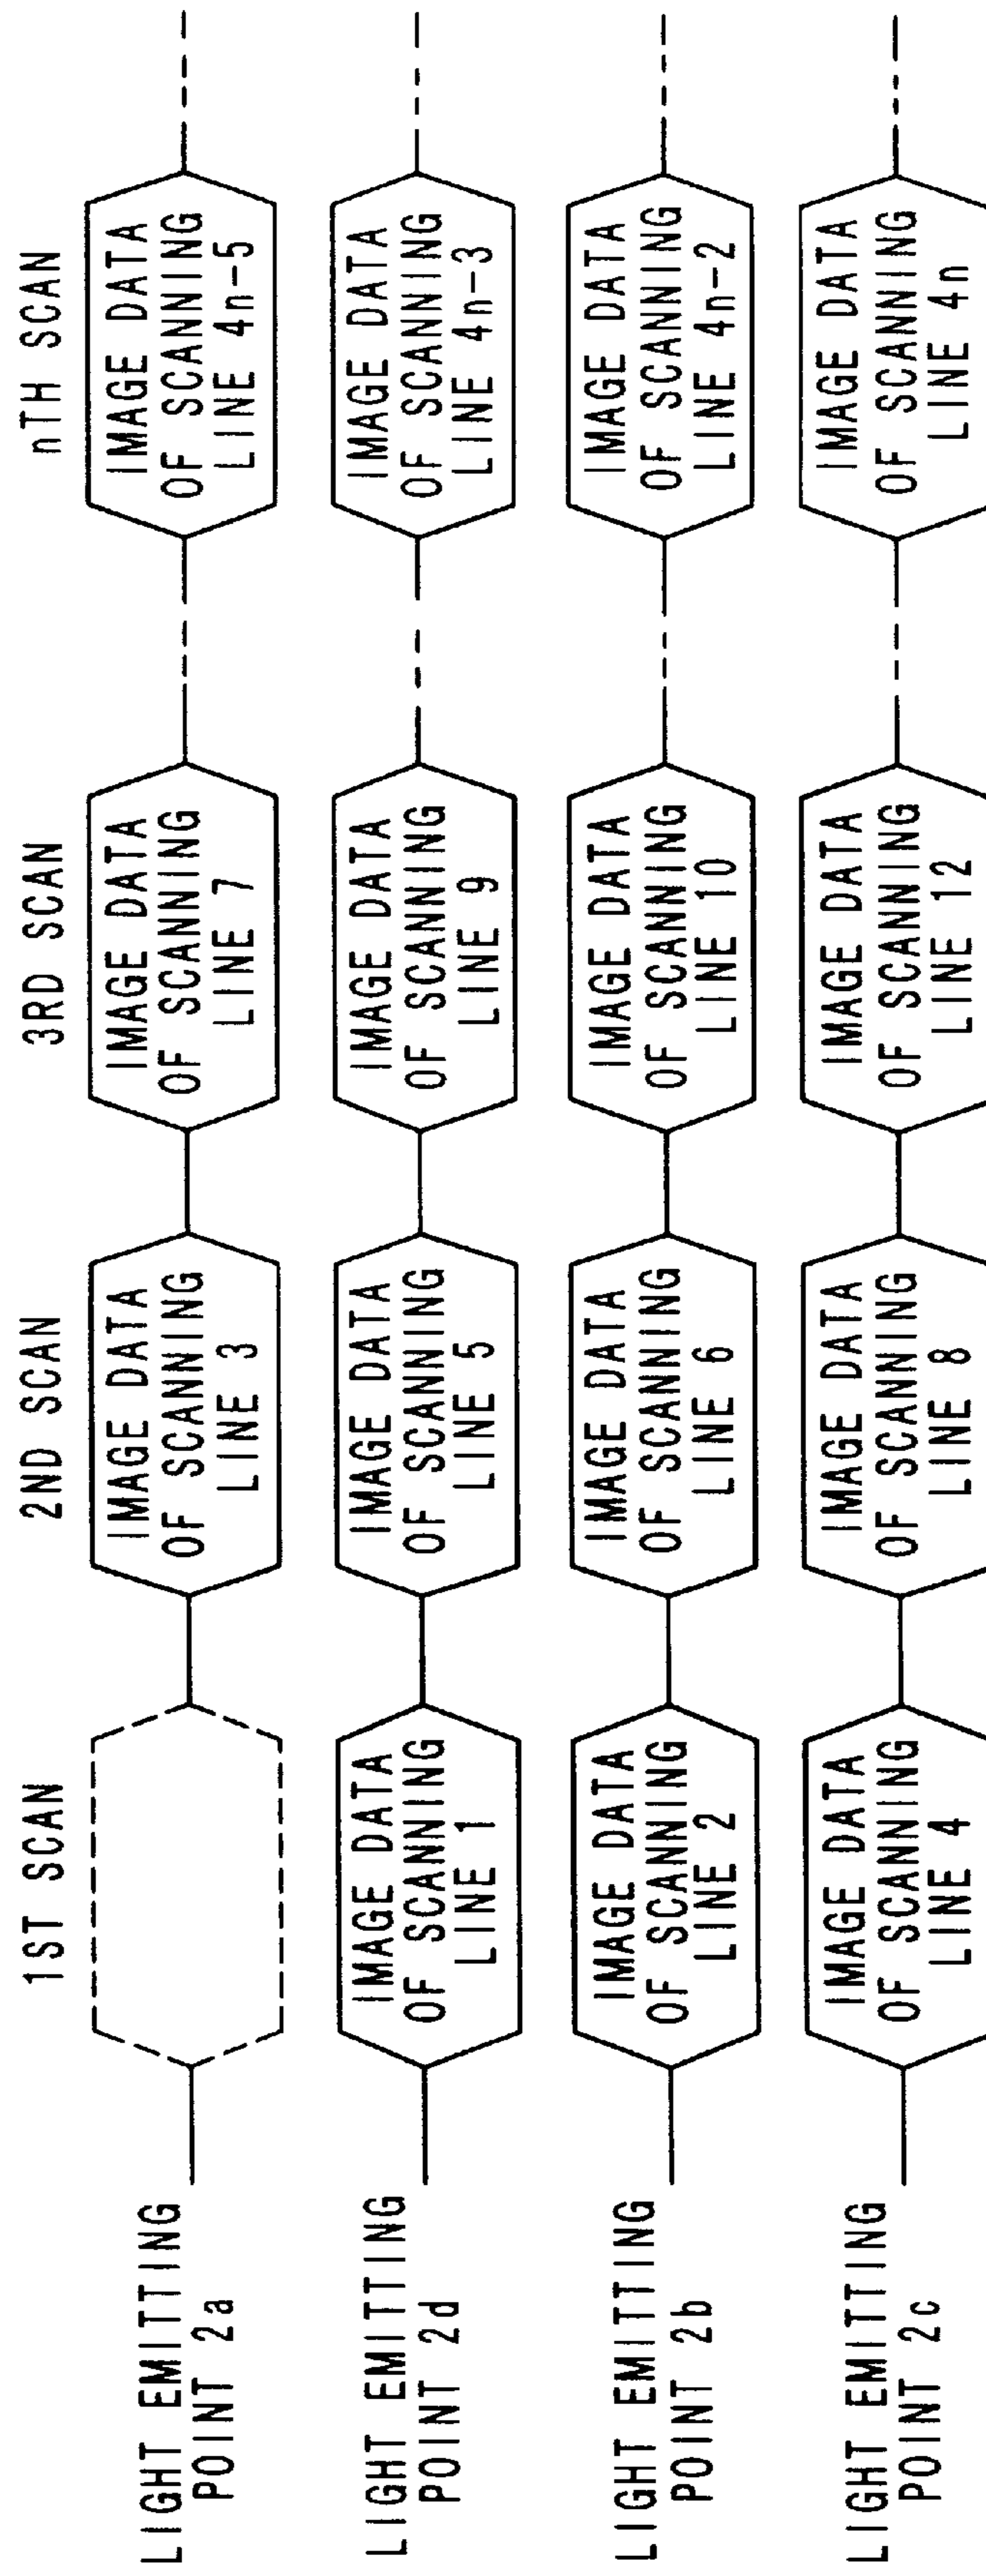 1ST SCAN
2ND SCAN
3RD SCAN
nTH SCAN
LIGHT EMITTING
POINT 2a
IMAGE DATA
OF SCANNING
LINE 3
IMAGE DATA
OF SCANNING
LINE 7
IMAGE DATA
OF SCANNING
LINE 4n-5
LIGHT EMITTING
POINT 2d
IMAGE DATA
OF SCANNING
LINE 1
IMAGE DATA
OF SCANNING
LINE 5
IMAGE DATA
OF SCANNING
LINE 9
IMAGE DATA
OF SCANNING
LINE 4n-3
LIGHT EMITTING
POINT 2b
IMAGE DATA
OF SCANNING
LINE 2
IMAGE DATA
OF SCANNING
LINE 6
IMAGE DATA
OF SCANNING
LINE 10
IMAGE DATA
OF SCANNING
LINE 4n-2
LIGHT EMITTING
POINT 2c
IMAGE DATA
OF SCANNING
LINE 4
IMAGE DATA
OF SCANNING
LINE 8
IMAGE DATA
OF SCANNING
LINE 12
IMAGE DATA
OF SCANNING
LINE 4n